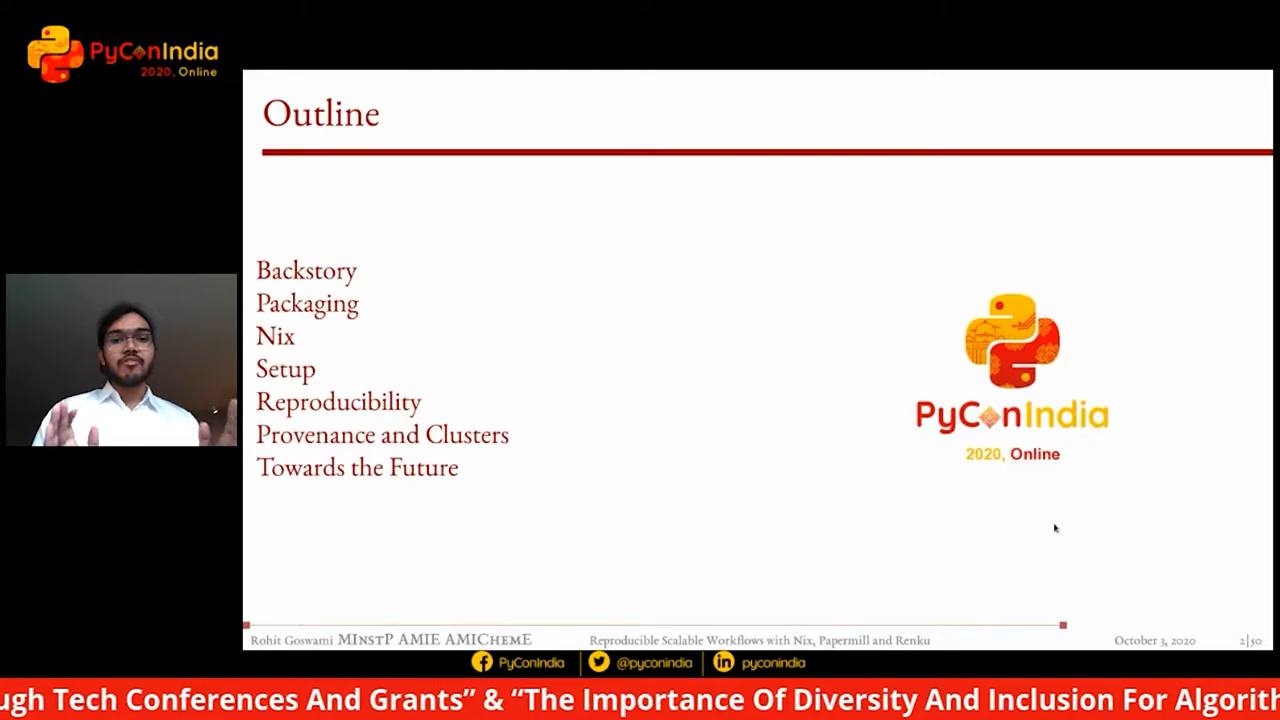 PyConIndia
2020, Online
Outline
Backstory
Packaging
Nix
Setup
Reproducibility
Provenance and Clusters
Towards the Future
PyConIndia
2020, Online
Rohit Goswami MInstP AMIE AMIChemE Reproducible Scalable Workflows with Nix, Papermill and Renku October 3, 2020 2|50
PyConIndia @pyconindia pyconindia
ugh Tech Conferences And Grants” & “The Importance Of Diversity And Inclusion For Algorith